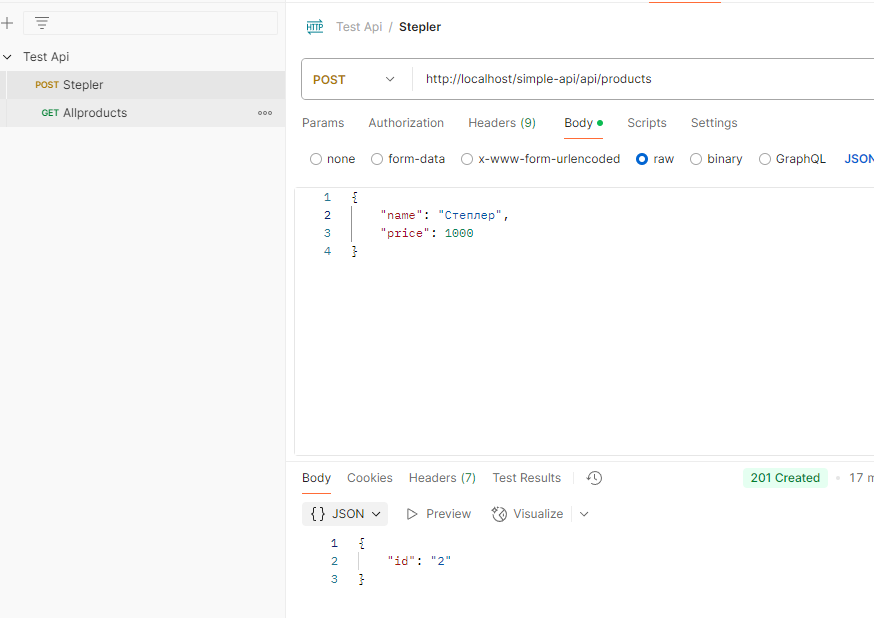 HTTP Test Api / Stepler
Test Api
POST Stepler
GET Allproducts
POST http://localhost/simple-api/api/products
Params Authorization Headers (9) Body Scripts Settings
none form-data x-www-form-urlencoded raw binary GraphQL JSON
1 {
2 "name": "Степлер",
3 "price": 1000
4 }
Body Cookies Headers (7) Test Results 201 Created 17 m
{} JSON Preview Visualize
1 {
2 "id": "2"
3 }